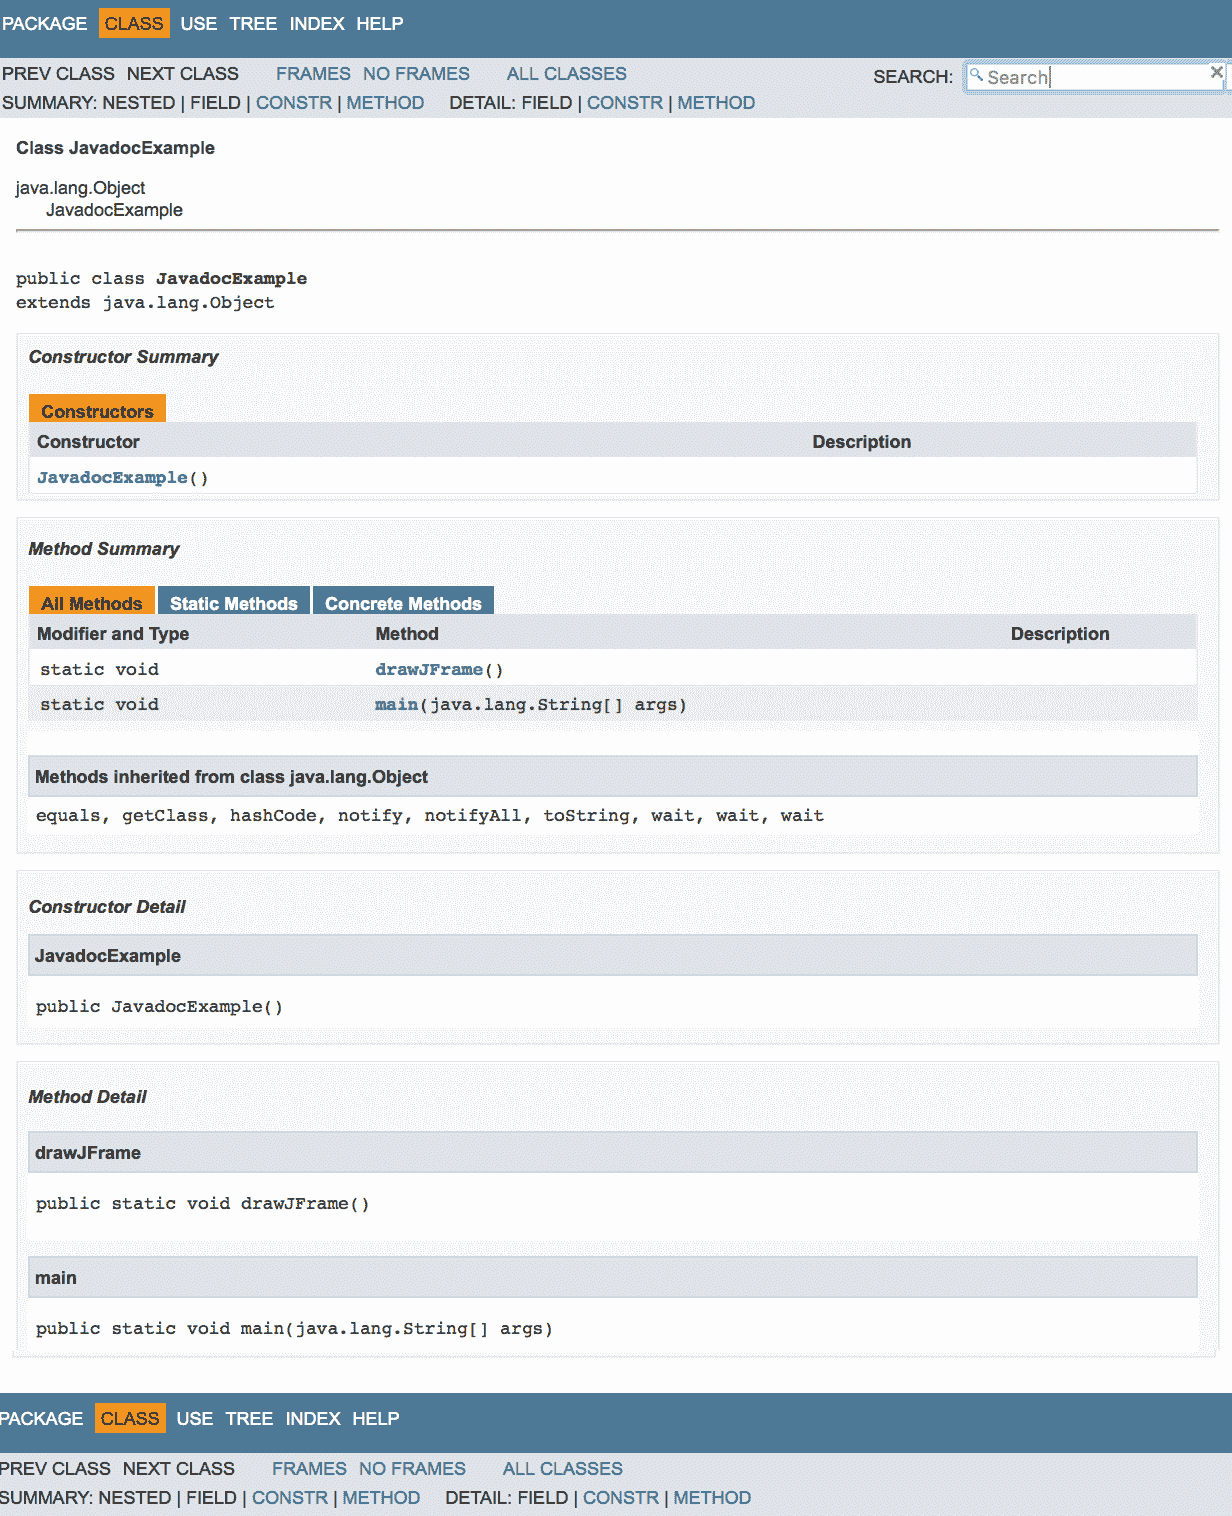 PACKAGE CLASS USE TREE INDEX HELP
PREV CLASS NEXT CLASS FRAMES NO FRAMES ALL CLASSES SEARCH: Search
SUMMARY: NESTED | FIELD | CONSTR | METHOD DETAIL: FIELD | CONSTR | METHOD
Class JavadocExample
java.lang.Object
JavadocExample
public class JavadocExample
extends java.lang.Object
Constructor Summary
Constructors
Constructor Description
JavadocExample()
Method Summary
All Methods Static Methods Concrete Methods
Modifier and Type Method Description
static void drawJFrame()
static void main(java.lang.String[] args)
Methods inherited from class java.lang.Object
equals, getClass, hashCode, notify, notifyAll, toString, wait, wait, wait
Constructor Detail
JavadocExample
public JavadocExample()
Method Detail
drawJFrame
public static void drawJFrame()
main
public static void main(java.lang.String[] args)
PACKAGE CLASS USE TREE INDEX HELP
PREV CLASS NEXT CLASS FRAMES NO FRAMES ALL CLASSES
SUMMARY: NESTED | FIELD | CONSTR | METHOD DETAIL: FIELD | CONSTR | METHOD